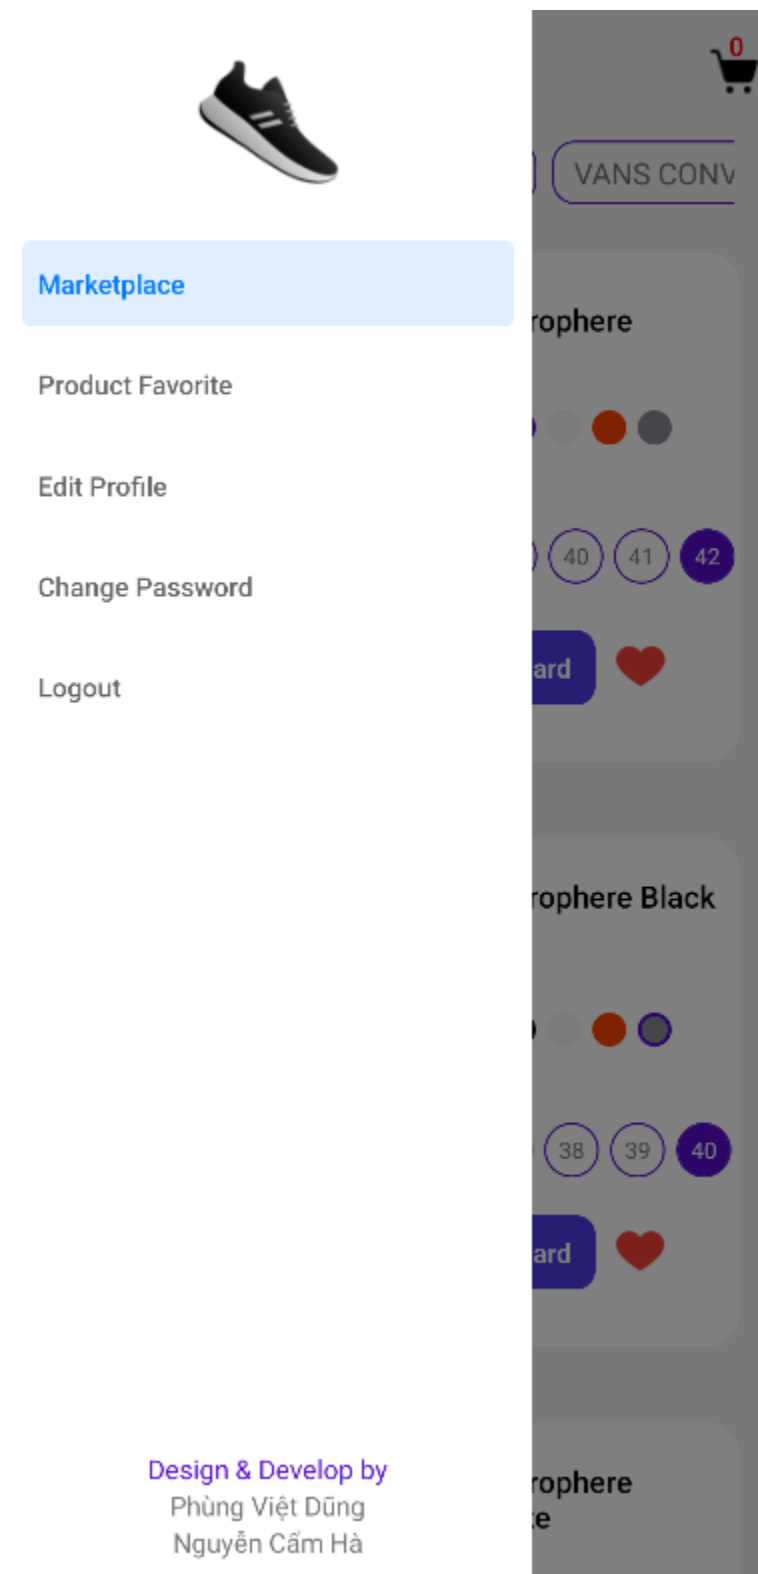 0
VANS CONV
Marketplace
rophere
Product Favorite
Edit Profile
40 41 42
Change Password
ard
Logout
rophere Black
38 39 40
ard
Design & Develop by
rophere
Phùng Việt Dũng
te
Nguyễn Cẩm Hà